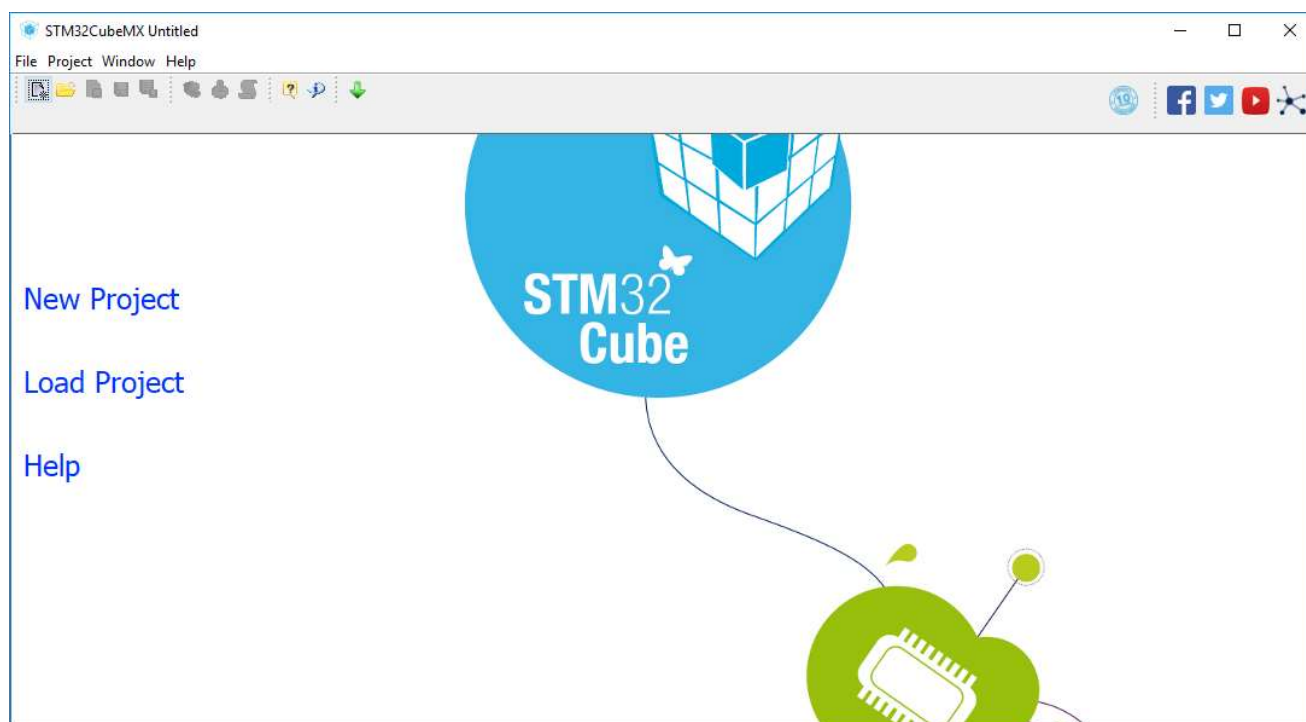 STM32CubeMX Untitled
File Project Window Help
New Project
Load Project
Help
STM32
Cube